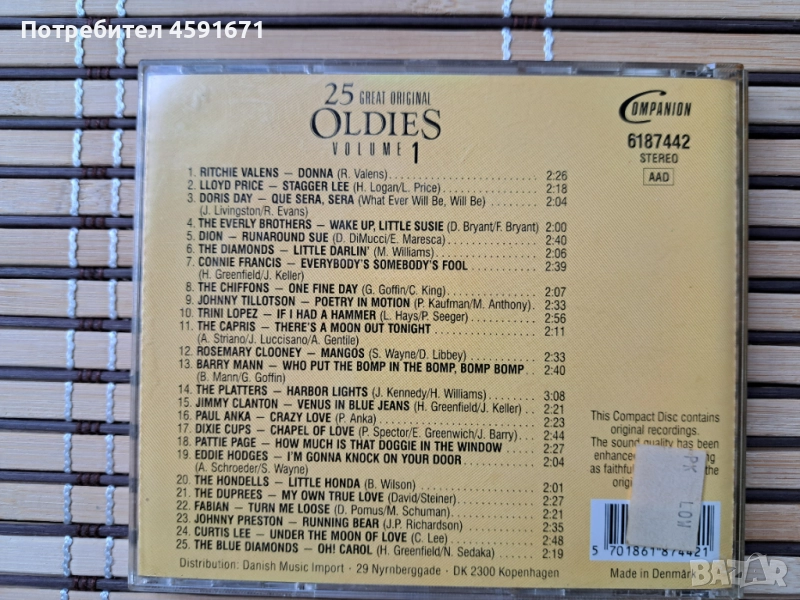 Потребител 4591671
25 GREAT ORIGINAL
OLDIES
VOLUME 1
COMPANION
6187442
STEREO
AAD
1. RITCHIE VALENS – DONNA (R. Valens) 2:26
2. LLOYD PRICE – STAGGER LEE (H. Logan/L. Price) 2:18
3. DORIS DAY – QUE SERA, SERA (What Ever Will Be, Will Be) 2:04
(J. Livingston/R. Evans)
4. THE EVERLY BROTHERS – WAKE UP, LITTLE SUSIE (D. Bryant/F. Bryant) 2:00
5. DION – RUNAROUND SUE (D. DiMucci/E. Maresca) 2:40
6. THE DIAMONDS – LITTLE DARLIN' (M. Williams) 2:06
7. CONNIE FRANCIS – EVERYBODY'S SOMEBODY'S FOOL 2:39
(H. Greenfield/J. Keller)
8. THE CHIFFONS – ONE FINE DAY (G. Goffin/C. King) 2:07
9. JOHNNY TILLOTSON – POETRY IN MOTION (P. Kaufman/M. Anthony) 2:33
10. TRINI LOPEZ – IF I HAD A HAMMER (L. Hays/P. Seeger) 2:56
11. THE CAPRIS – THERE'S A MOON OUT TONIGHT 2:11
A. Striano/J. Luccisano/A. Gentile)
12. ROSEMARY CLOONEY – MANGOS (S. Wayne/D. Libbey) 2:33
13. BARRY MANN – WHO PUT THE BOMP IN THE BOMP, BOMP BOMP 2:40
(B. Mann/G. Goffin)
14. THE PLATTERS – HARBOR LIGHTS (J. Kennedy/H. Williams) 3:08
15. JIMMY CLANTON – VENUS IN BLUE JEANS (H. Greenfield/J. Keller) 2:21
16. PAUL ANKA – CRAZY LOVE (P. Anka) 2:23
17. DIXIE CUPS – CHAPEL OF LOVE (P. Spector/E. Greenwich/J. Barry) 2:44
18. PATTIE PAGE – HOW MUCH IS THAT DOGGIE IN THE WINDOW 2:27
19. EDDIE HODGES – I'M GONNA KNOCK ON YOUR DOOR 2:04
(A. Schroeder/S. Wayne)
20. THE HONDELLS – LITTLE HONDA (B. Wilson) 2:01
21. THE DUPREES – MY OWN TRUE LOVE (David/Steiner) 2:27
22. FABIAN – TURN ME LOOSE (D. Pomus/M. Schuman) 2:21
23. JOHNNY PRESTON – RUNNING BEAR (J.P. Richardson) 2:35
24. CURTIS LEE – UNDER THE MOON OF LOVE (C. Lee) 2:48
25. THE BLUE DIAMONDS – OH! CAROL (H. Greenfield/N. Sedaka) 2:19
Distribution: Danish Music Import · 29 Nyrnberggade · DK 2300 Kopenhagen
This Compact Disc contains
original recordings.
The sound quality has been
enhanced
as faithful the
PK LOW
5 701861 874421
Made in Denmark
BAZAR